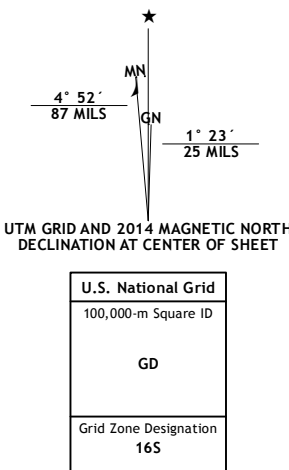 MN
4° 52´
87 MILS
GN
1° 23´
25 MILS
UTM GRID AND 2014 MAGNETIC NORTH
DECLINATION AT CENTER OF SHEET
U.S. National Grid
100,000-m Square ID
GD
Grid Zone Designation
16S